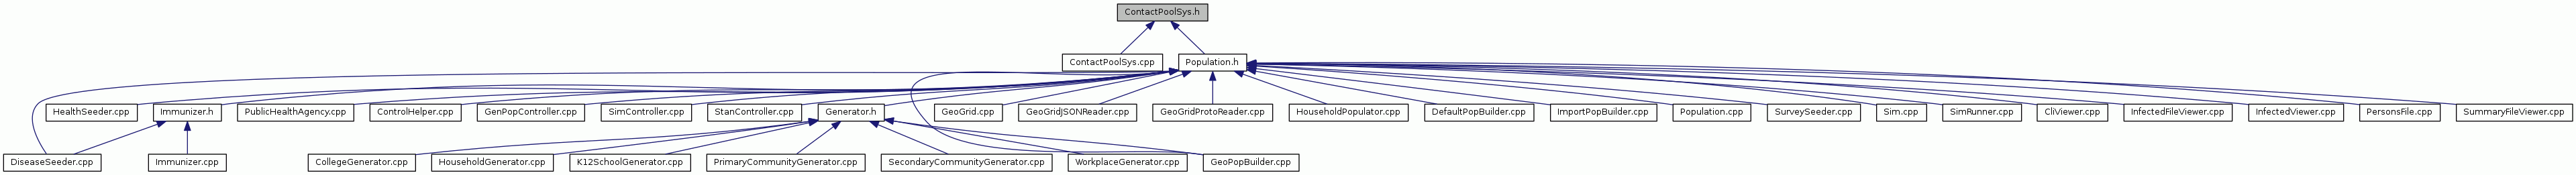 ContactPoolSys.h
ContactPoolSys.cpp
Population.h
HealthSeeder.cpp
Immunizer.h
PublicHealthAgency.cpp
ControlHelper.cpp
GenPopController.cpp
SimController.cpp
StanController.cpp
Generator.h
GeoGrid.cpp
GeoGridJSONReader.cpp
GeoGridProtoReader.cpp
HouseholdPopulator.cpp
DefaultPopBuilder.cpp
ImportPopBuilder.cpp
Population.cpp
SurveySeeder.cpp
Sim.cpp
SimRunner.cpp
CliViewer.cpp
InfectedFileViewer.cpp
InfectedViewer.cpp
PersonsFile.cpp
SummaryFileViewer.cpp
DiseaseSeeder.cpp
Immunizer.cpp
CollegeGenerator.cpp
HouseholdGenerator.cpp
K12SchoolGenerator.cpp
PrimaryCommunityGenerator.cpp
SecondaryCommunityGenerator.cpp
WorkplaceGenerator.cpp
GeoPopBuilder.cpp